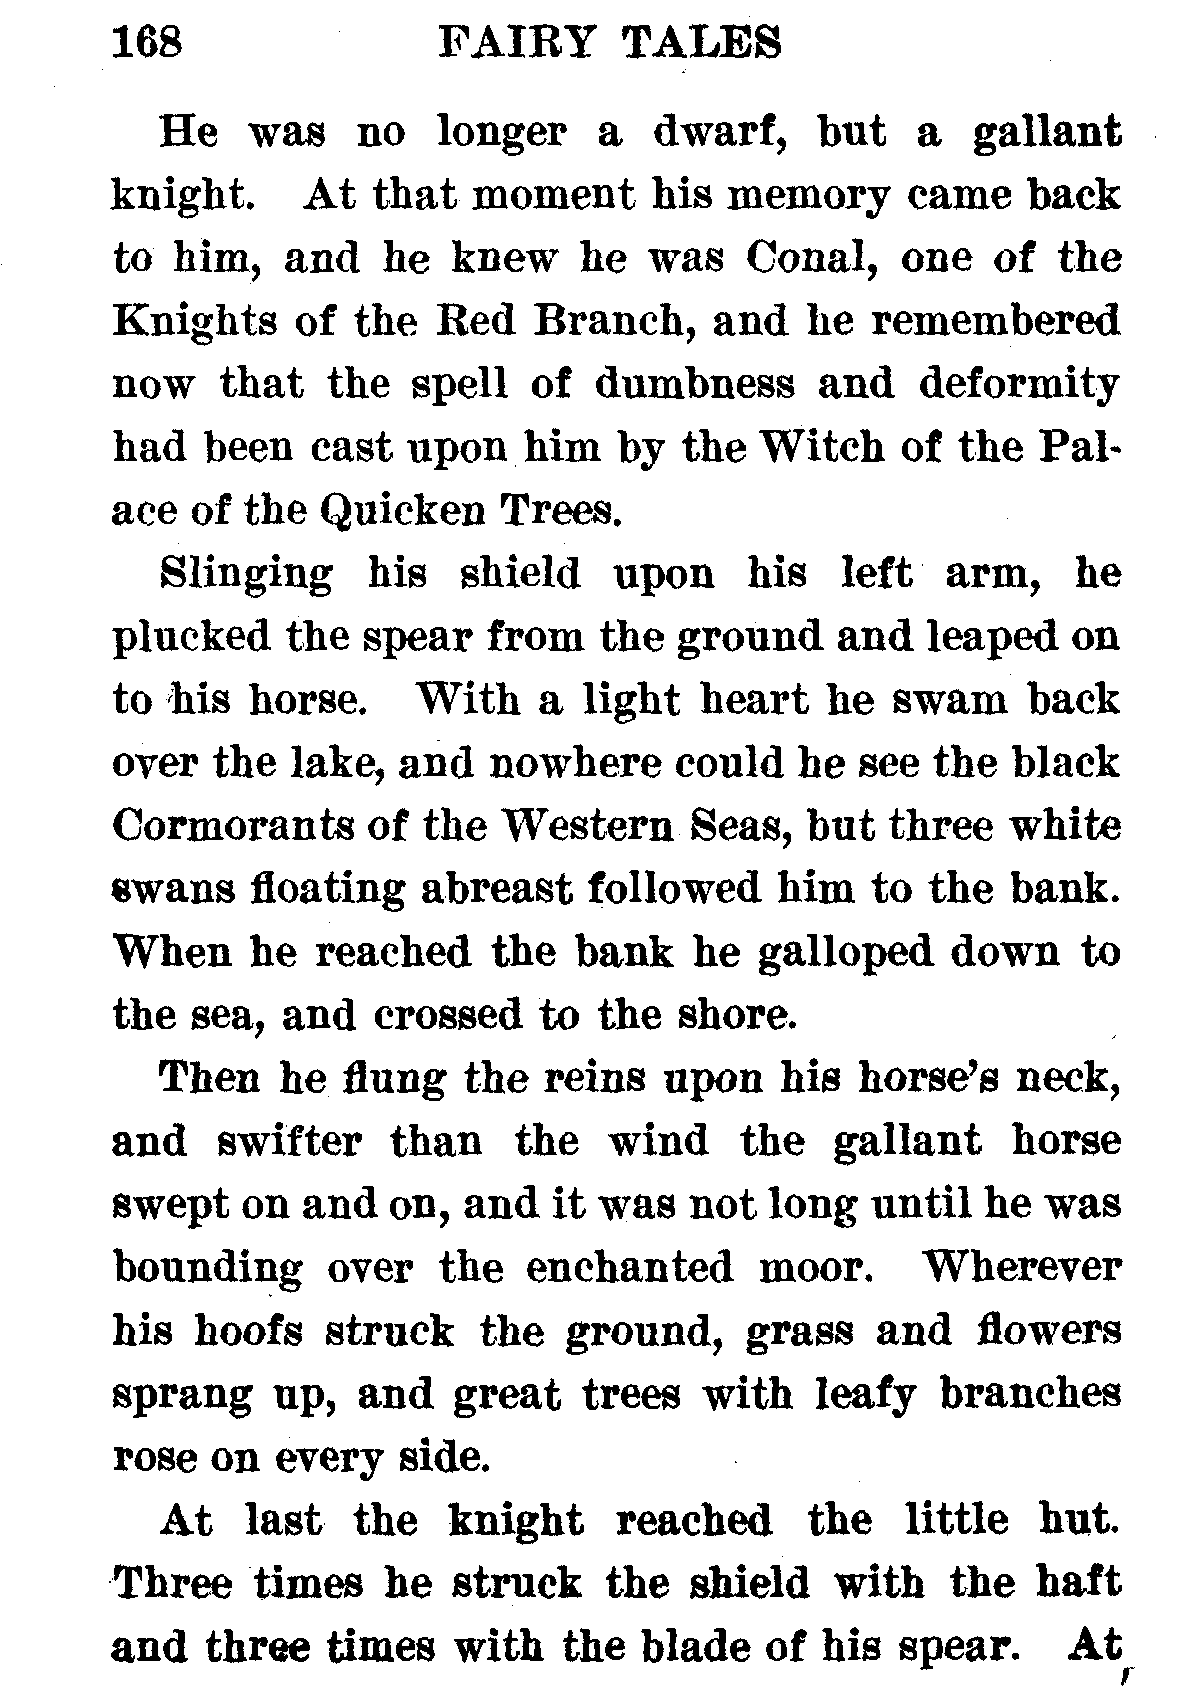 168 FAIRY TALES
He was no longer a dwarf, but a gallant
knight. At that moment his memory came back
to him, and he knew he was Conal, one of the
Knights of the Red Branch, and he remembered
now that the spell of dumbness and deformity
had been cast upon him by the Witch of the Pal-
ace of the Quicken Trees.
Slinging his shield upon his left arm, he
plucked the spear from the ground and leaped on
to his horse. With a light heart he swam back
over the lake, and nowhere could he see the black
Cormorants of the Western Seas, but three white
swans floating abreast followed him to the bank.
When he reached the bank he galloped down to
the sea, and crossed to the shore.
Then he flung the reins upon his horse's neck,
and swifter than the wind the gallant horse
swept on and on, and it was not long until he was
bounding over the enchanted moor. Wherever
his hoofs struck the ground, grass and flowers
sprang up, and great trees with leafy branches
rose on every side.
At last the knight reached the little hut.
Three times he struck the shield with the haft
and three times with the blade of his spear. At